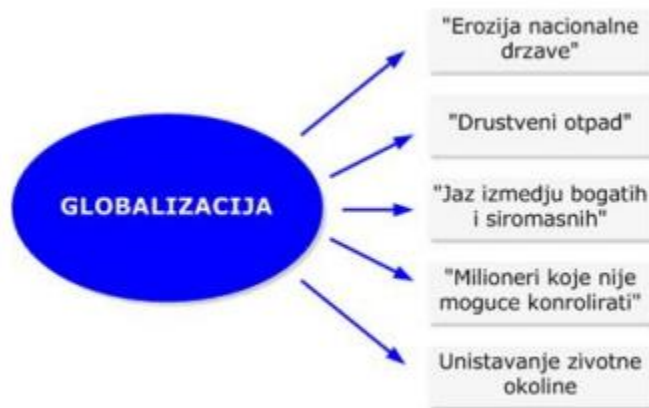 "Erozija nacionalne
drzave"
"Drustveni otpad"
GLOBALIZACIJA
"Jaz izmedju bogatih
i siromasnih"
"Milioneri koje nije
moguce konrolirati"
Unistavanje zivotne
okoline